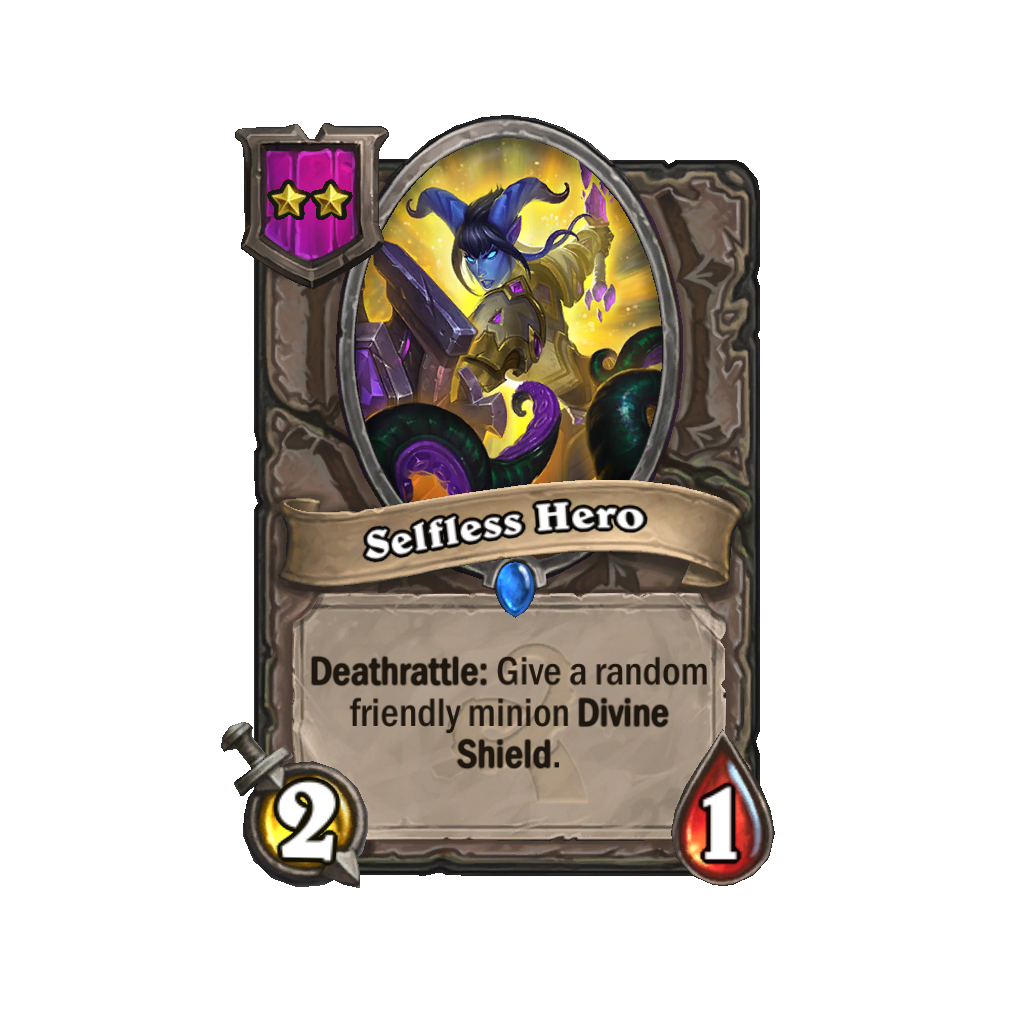 Selfless Hero
Deathrattle: Give a random
friendly minion Divine
Shield.
2
1